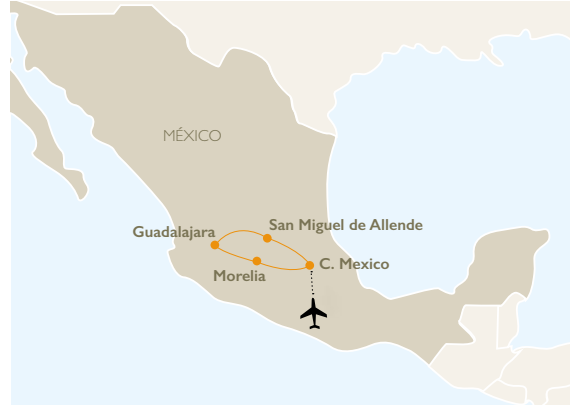 MÉXICO
San Miguel de Allende
Guadalajara
C. Mexico
Morelia